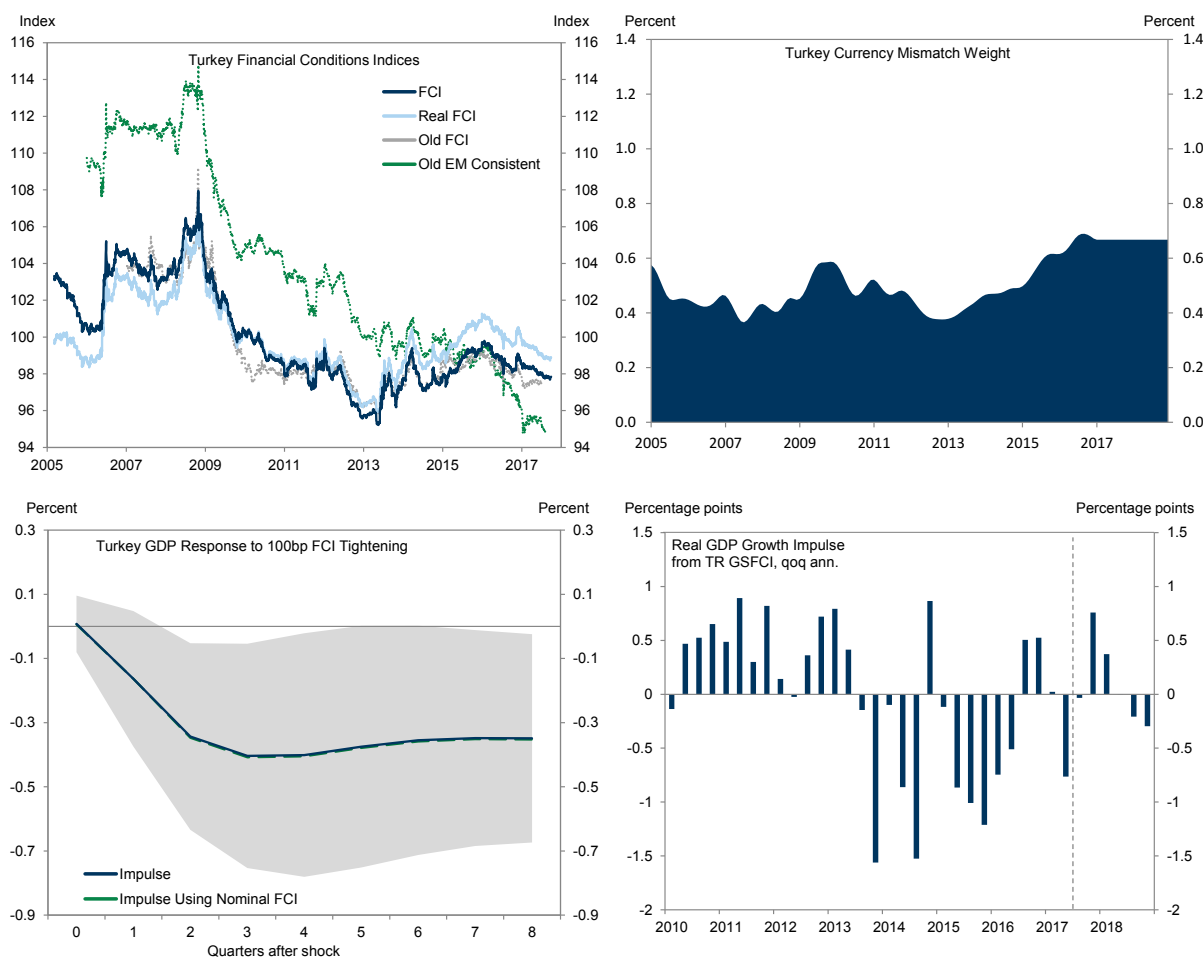 Index
Index
Turkey Financial Conditions Indices
116
114
112
110
108
106
104
102
100
98
96
94
116
114
112
110
108
106
104
102
100
98
96
94
FCI
Real FCI
Old FCI
Old EM Consistent
2005 2007 2009 2011 2013 2015 2017
Percent
Percent
Turkey Currency Mismatch Weight
1.4
1.2
1.0
0.8
0.6
0.4
0.2
0.0
1.4
1.2
1.0
0.8
0.6
0.4
0.2
0.0
2005 2007 2009 2011 2013 2015 2017
Percent
Percent
Turkey GDP Response to 100bp FCI Tightening
0.3
0.1
-0.1
-0.3
-0.5
-0.7
-0.9
0.3
0.1
-0.1
-0.3
-0.5
-0.7
-0.9
Impulse
Impulse Using Nominal FCI
0 1 2 3 4 5 6 7 8
Quarters after shock
Percentage points
Percentage points
Real GDP Growth Impulse
from TR GSFCI, qoq ann.
1.5
1
0.5
0
-0.5
-1
-1.5
-2
1.5
1
0.5
0
-0.5
-1
-1.5
-2
2010 2011 2012 2013 2014 2015 2016 2017 2018